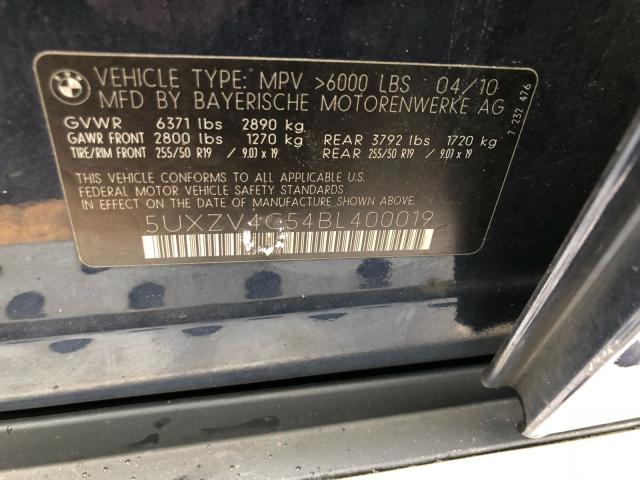 BMW
VEHICLE TYPE: MPV >6000 LBS 04/10
MFD BY BAYERISCHE MOTORENWERKE AG
GVWR 6371 lbs 2890 kg
GAWR FRONT 2800 lbs 1270 kg REAR 3792 lbs 1720 kg
TIRE/RIM FRONT 255/50 R19 / 9.0J x 19 REAR 255/50 R19 / 9.0J x 19
THIS VEHICLE CONFORMS TO ALL APPLICABLE U.S.
FEDERAL MOTOR VEHICLE SAFETY STANDARDS
IN EFFECT ON THE DATE OF MANUFACTURE SHOWN ABOVE:
5UXZV4C54BL400019
7 232 476